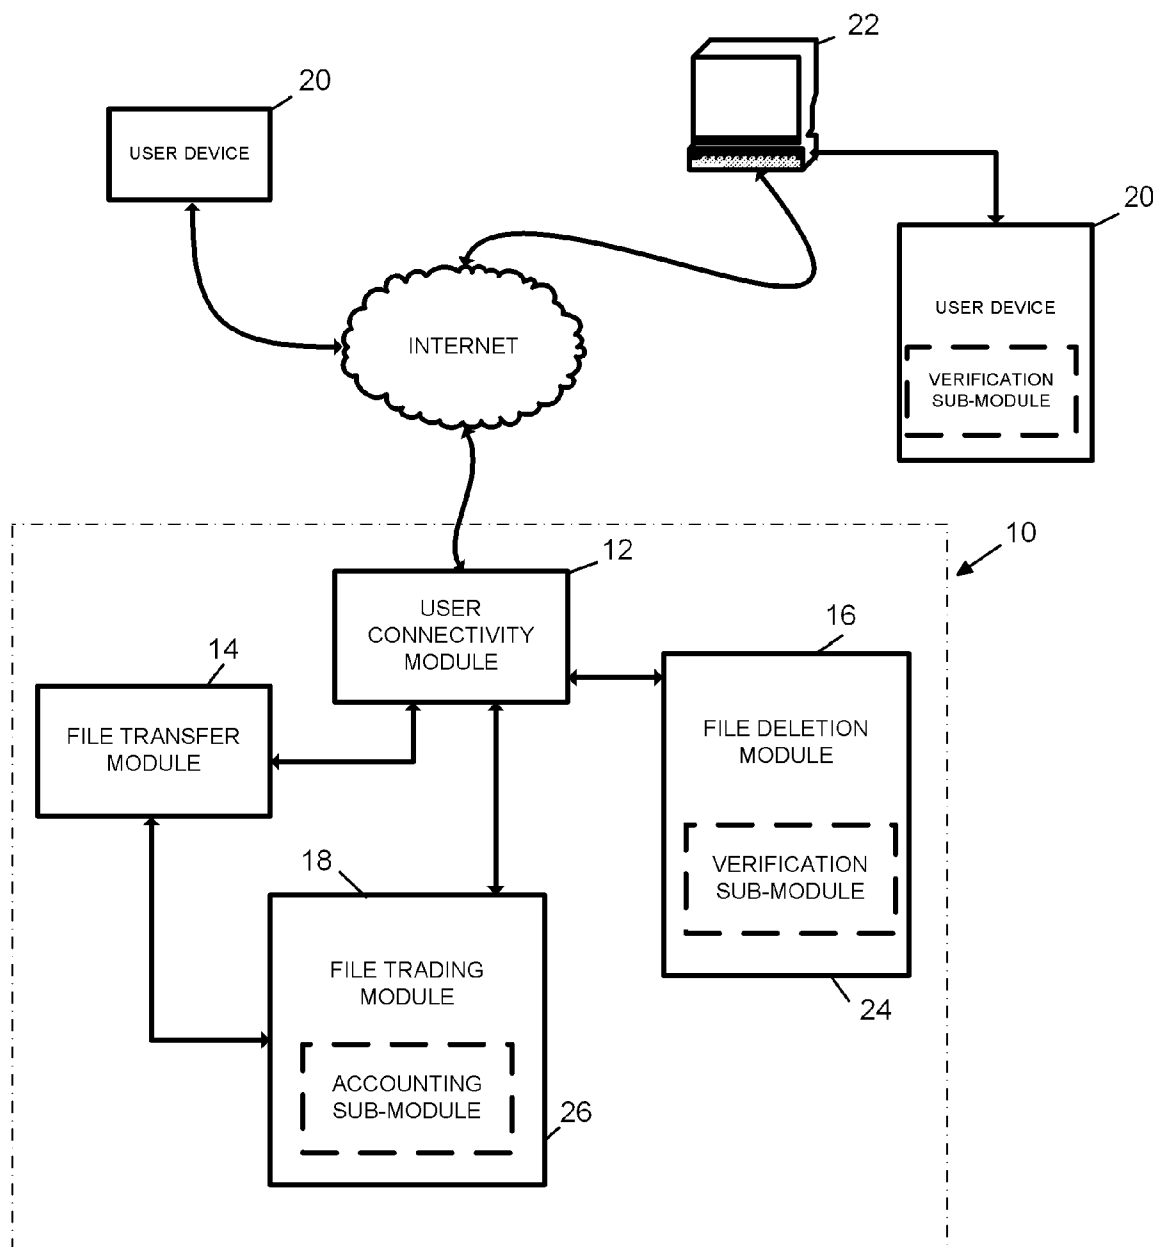 22
20
USER DEVICE
20
USER DEVICE
INTERNET
VERIFICATION
SUB-MODULE
10
12
USER
CONNECTIVITY
MODULE
16
14
FILE TRANSFER
MODULE
FILE DELETION
MODULE
18
VERIFICATION
SUB-MODULE
FILE TRADING
MODULE
24
ACCOUNTING
SUB-MODULE
26